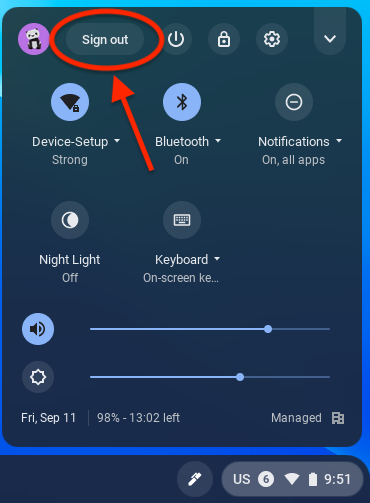 Sign out
Device-Setup
Strong
Bluetooth
On
Notifications
On, all apps
Night Light
Off
Keyboard
On-screen ke...
Fri, Sep 11
98% - 13:02 left
Managed
US 6 9:51